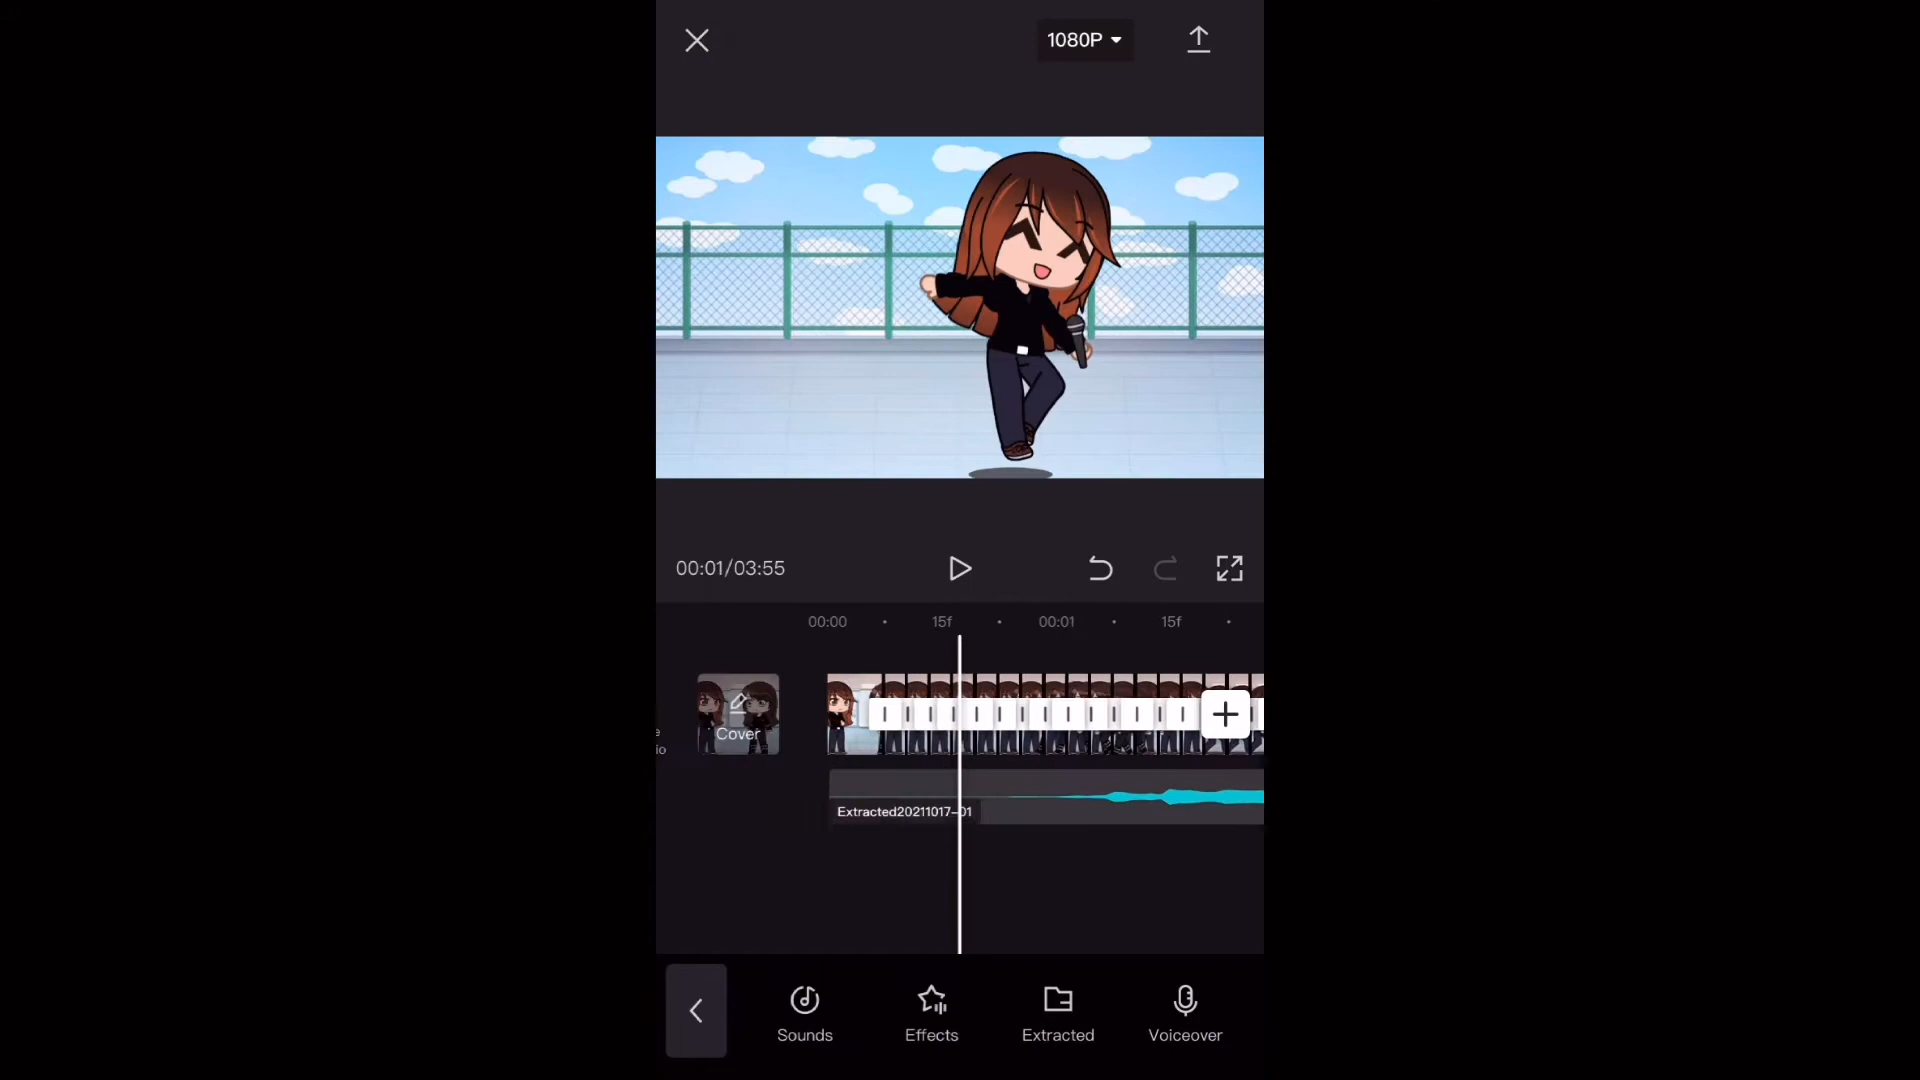 1080P
00:01/03:55
00:00 15f 00:01 15f
Cover
Extracted20211017-01
Sounds Effects Extracted Voiceover